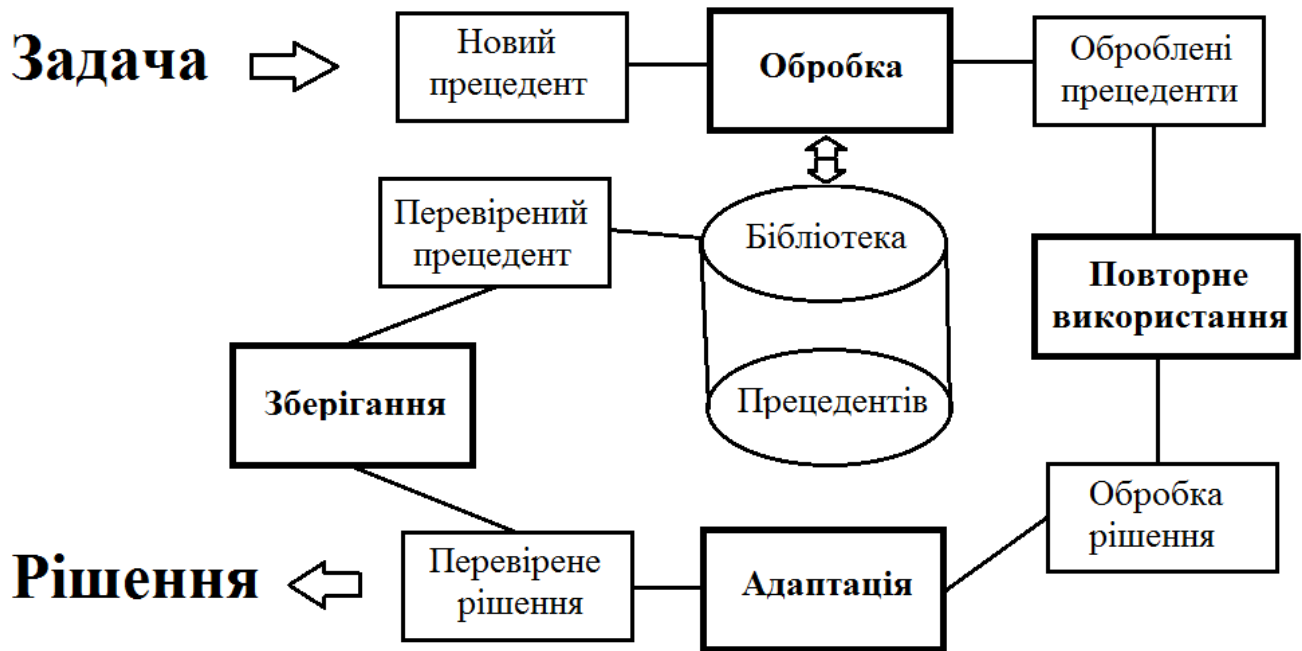 Задача
Новий
прецедент
Обробка
Оброблені
прецеденти
Перевірений
прецедент
Бібліотека
Повторне
використання
Зберігання
Прецедентів
Обробка
рішення
Рішення
Перевірене
рішення
Адаптація